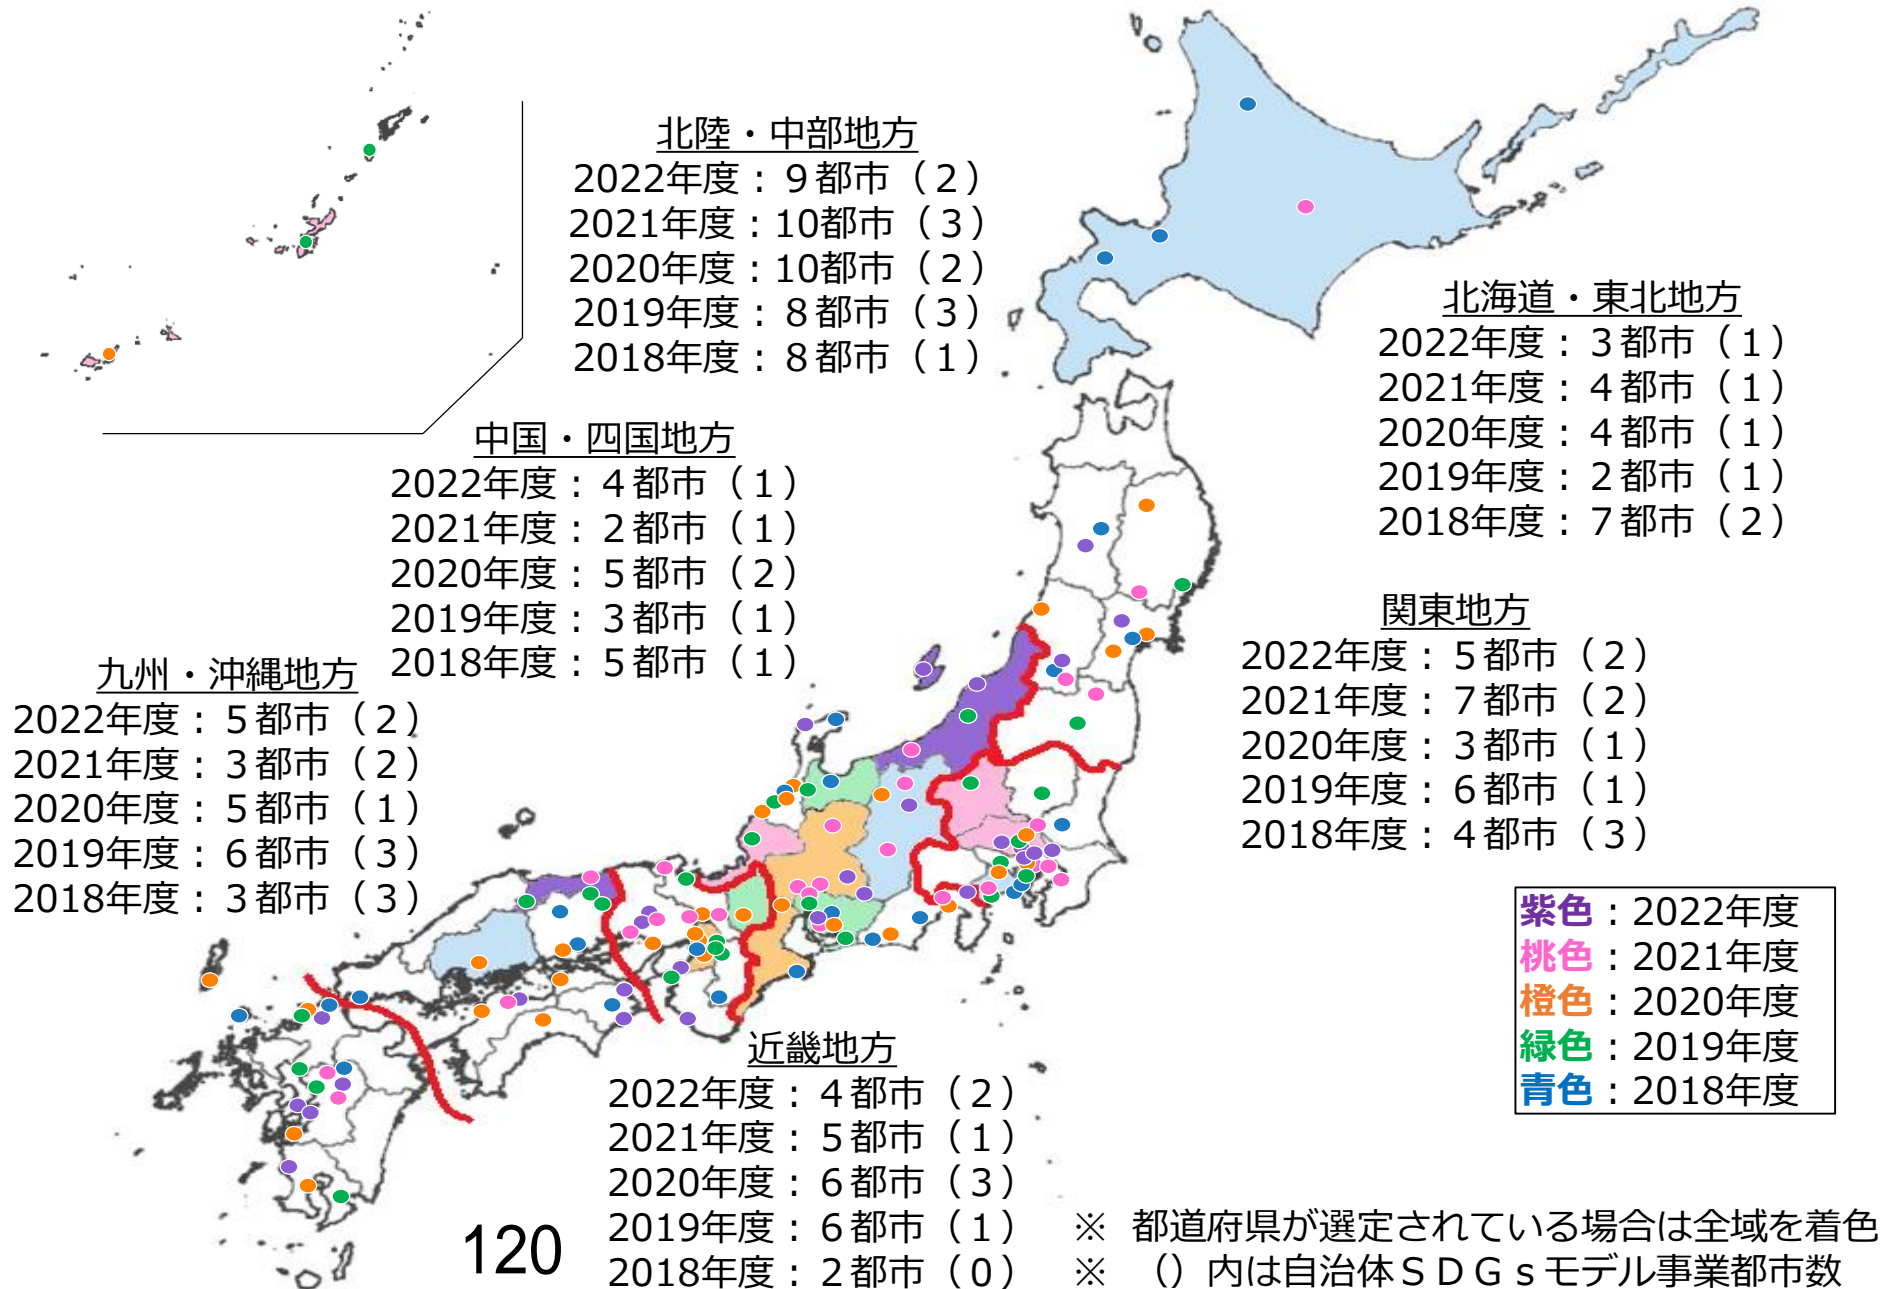 北陸・中部地方
2022年度：９都市（２）
2021年度：10都市（３）
2020年度：10都市（２）
2019年度：８都市（３）
2018年度：８都市（１）
北海道・東北地方
2022年度：３都市（１）
2021年度：４都市（１）
2020年度：４都市（１）
2019年度：２都市（１）
2018年度：７都市（２）
中国・四国地方
2022年度：４都市（１）
2021年度：２都市（１）
2020年度：５都市（２）
2019年度：３都市（１）
2018年度：５都市（１）
関東地方
2022年度：５都市（２）
2021年度：７都市（２）
2020年度：３都市（１）
2019年度：６都市（１）
2018年度：４都市（３）
九州・沖縄地方
2022年度：５都市（２）
2021年度：３都市（２）
2020年度：５都市（１）
2019年度：６都市（３）
2018年度：３都市（３）
紫色：2022年度
桃色：2021年度
橙色：2020年度
緑色：2019年度
青色：2018年度
近畿地方
2022年度：４都市（２）
2021年度：５都市（１）
2020年度：６都市（３）
2019年度：６都市（１）
2018年度：２都市（０）
120
※ 都道府県が選定されている場合は全域を着色
※ （）内は自治体ＳＤＧｓモデル事業都市数